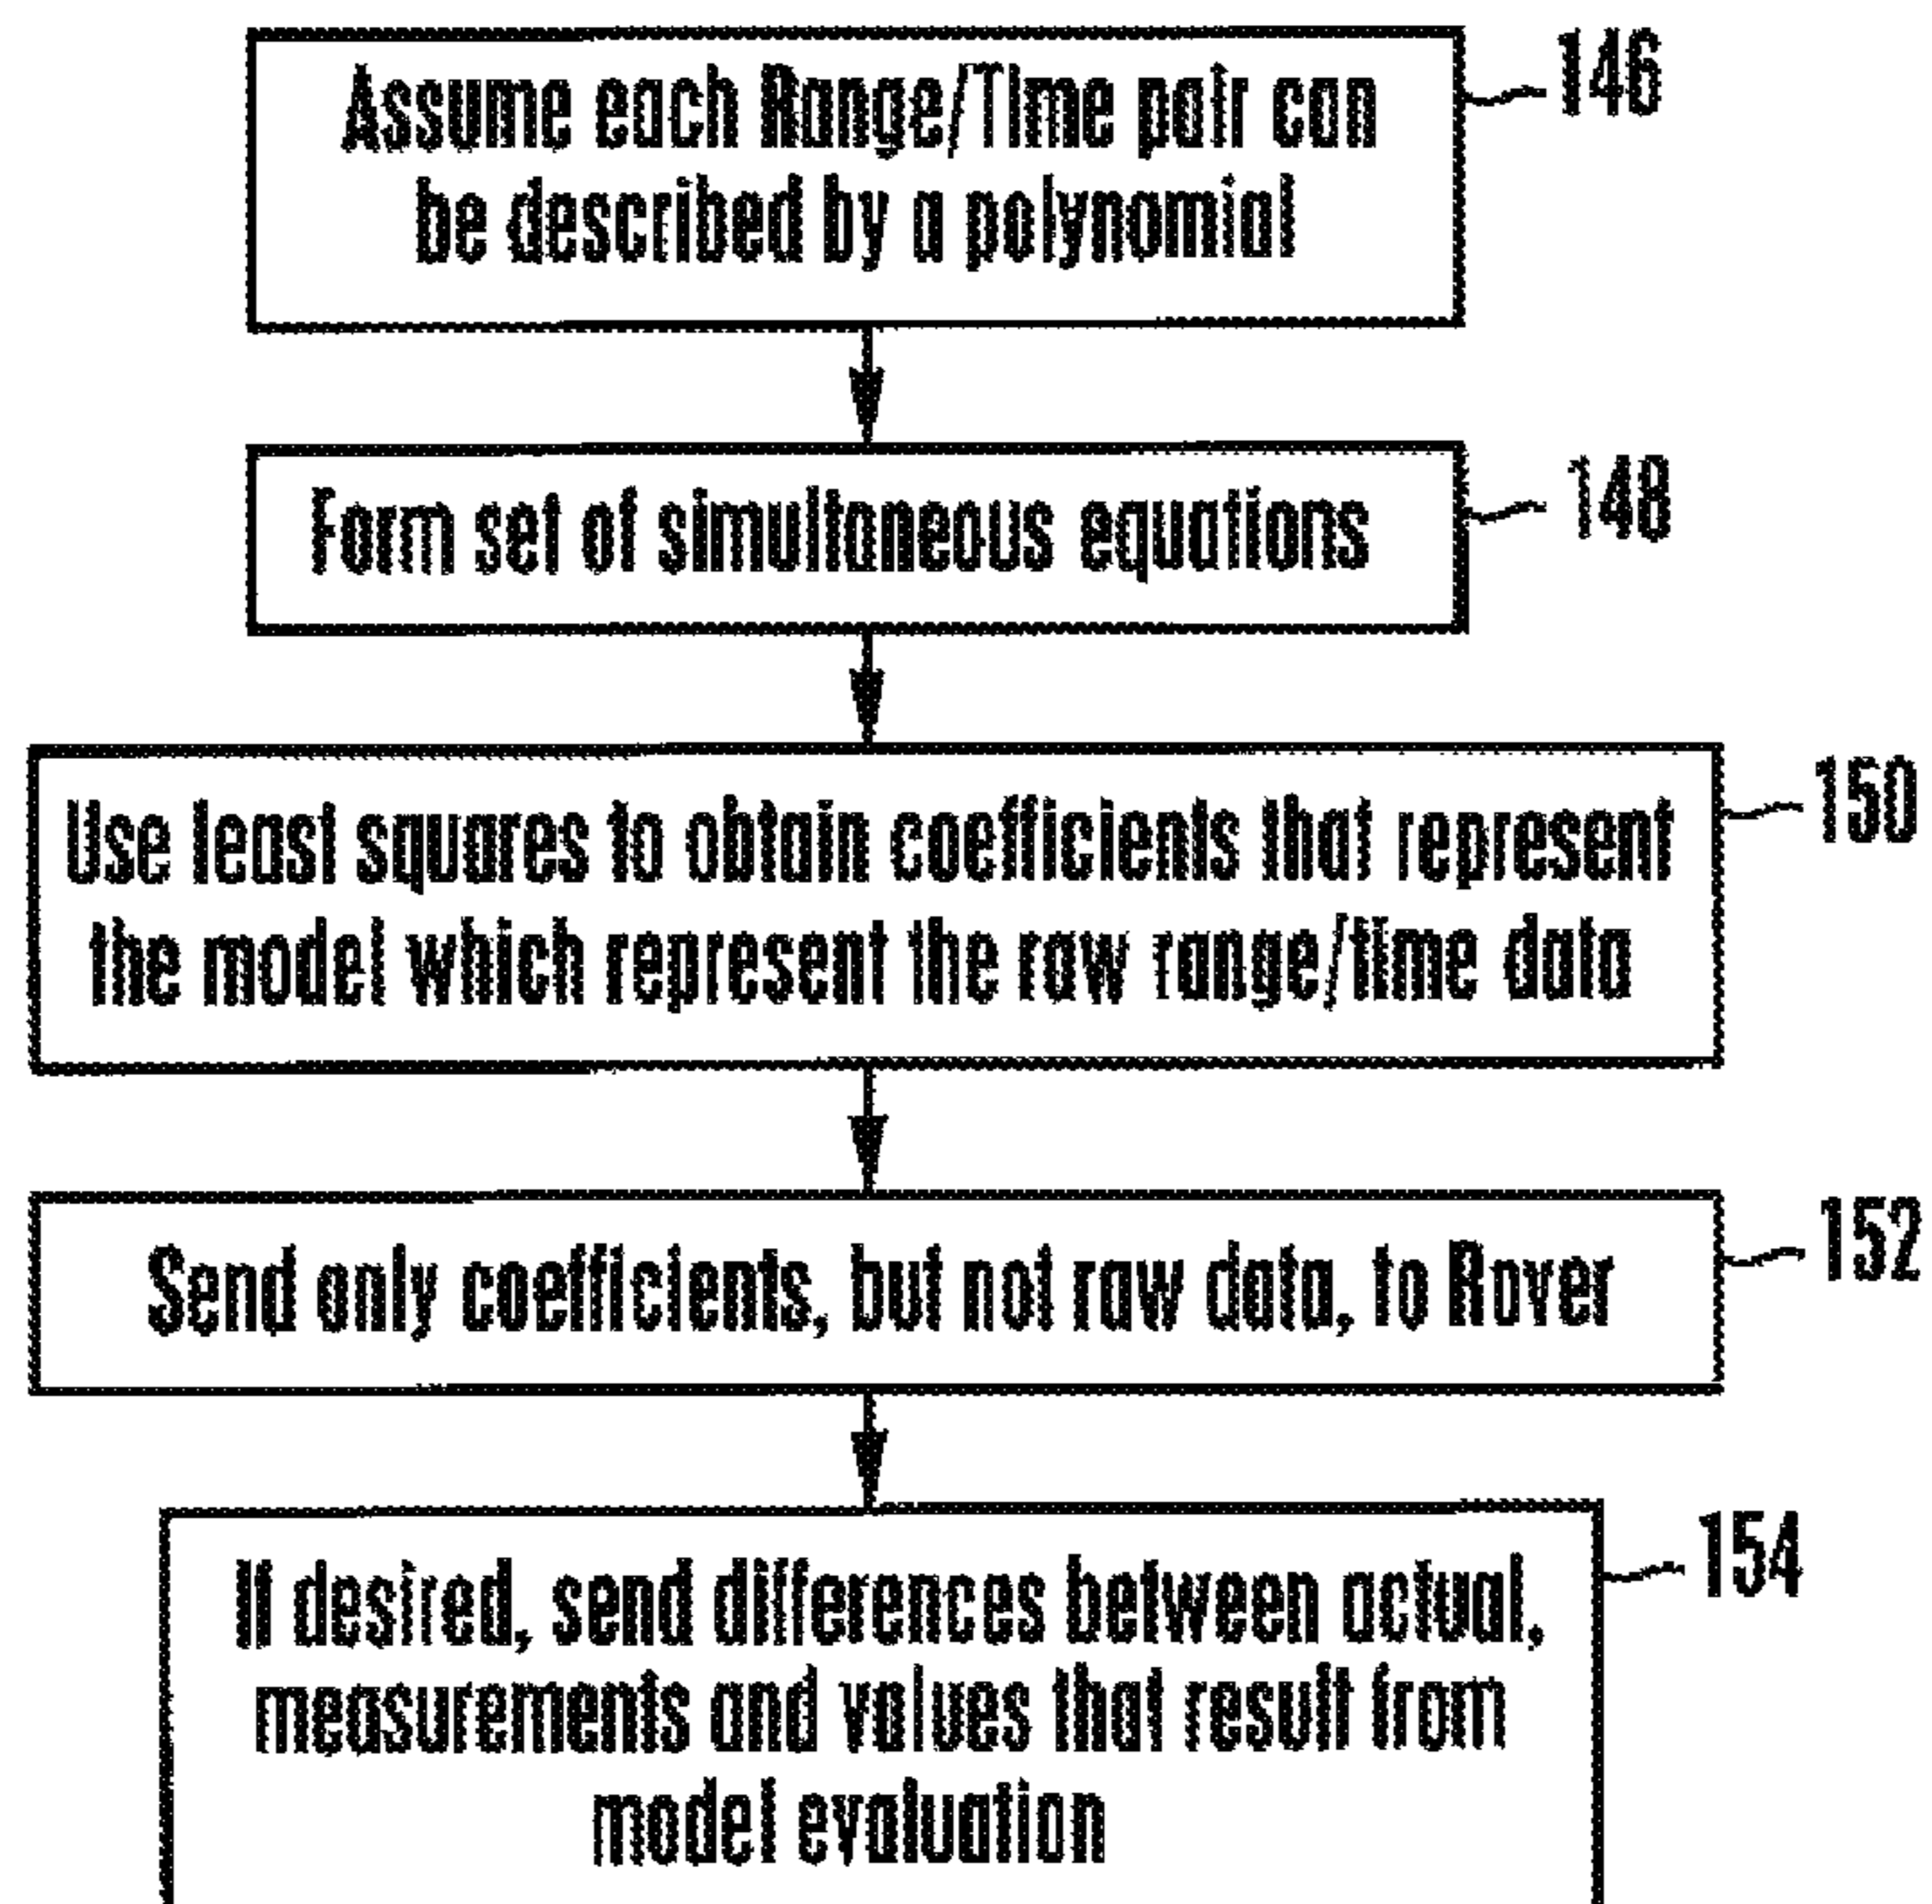 Assume each Range/Time pair can
be described by a polynomial
146
Form set of simultaneous equations
148
Use least squares to obtain coefficients that represent
the model which represent the raw range/time data
150
Send only coefficients, but not raw data, to Rover
152
If desired, send differences between actual,
measurements and values that result from
model evaluation
154